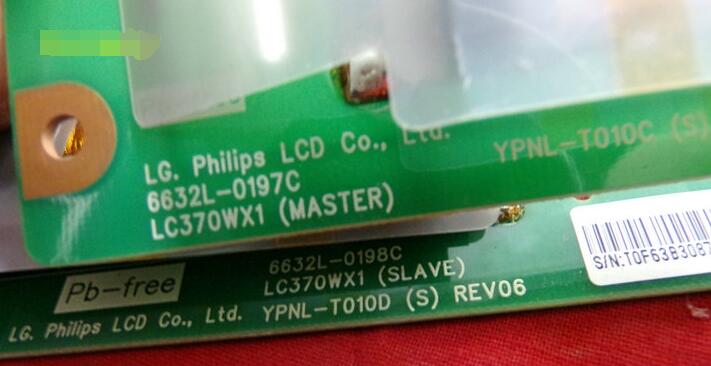 LG. Philips LCD Co., Ltd.
6632L-0197C
LC370WX1 (MASTER)
YPNL-T010C (S)
Pb-free
6632L-0198C
LC370WX1 (SLAVE)
LG. Philips LCD Co., Ltd. YPNL-T010D (S) REV06
S/N:T0F63B3087